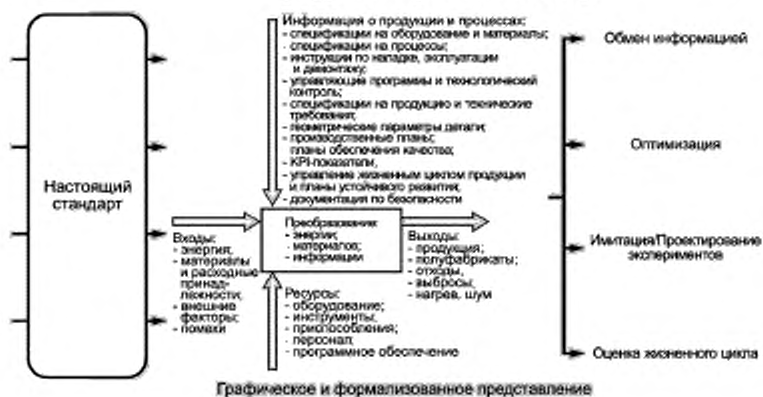 Настоящий
стандарт
Информация о продукции и процессах:
- спецификации на оборудование и материалы;
- спецификации на процессы;
- инструкции по наладке, эксплуатации
и демонтажу;
- управляющие программы и технологический
контроль;
- спецификации на продукцию и технические
требования;
- геометрические параметры детали;
- производственные планы;
планы обеспечения качества;
- KPI-показатели,
- управление жизненным циклом продукции
и планы устойчивого развития;
- документация по безопасности
Входы:
- энергия;
- материалы
и расходные
принад-
лежности;
- внешние
факторы;
- помехи
Преобразование:
- энергии;
- материалов;
- информации
Выходы:
- продукция;
- полуфабрикаты;
- отходы,
- выбросы,
- нагрев, шум
Ресурсы:
- оборудование;
- инструменты,
- приспособления;
- персонал;
- программное обеспечение
Обмен информацией
Оптимизация
Имитация/Проектирование
экспериментов
Оценка жизненного цикла
Графическое и формализованное представление